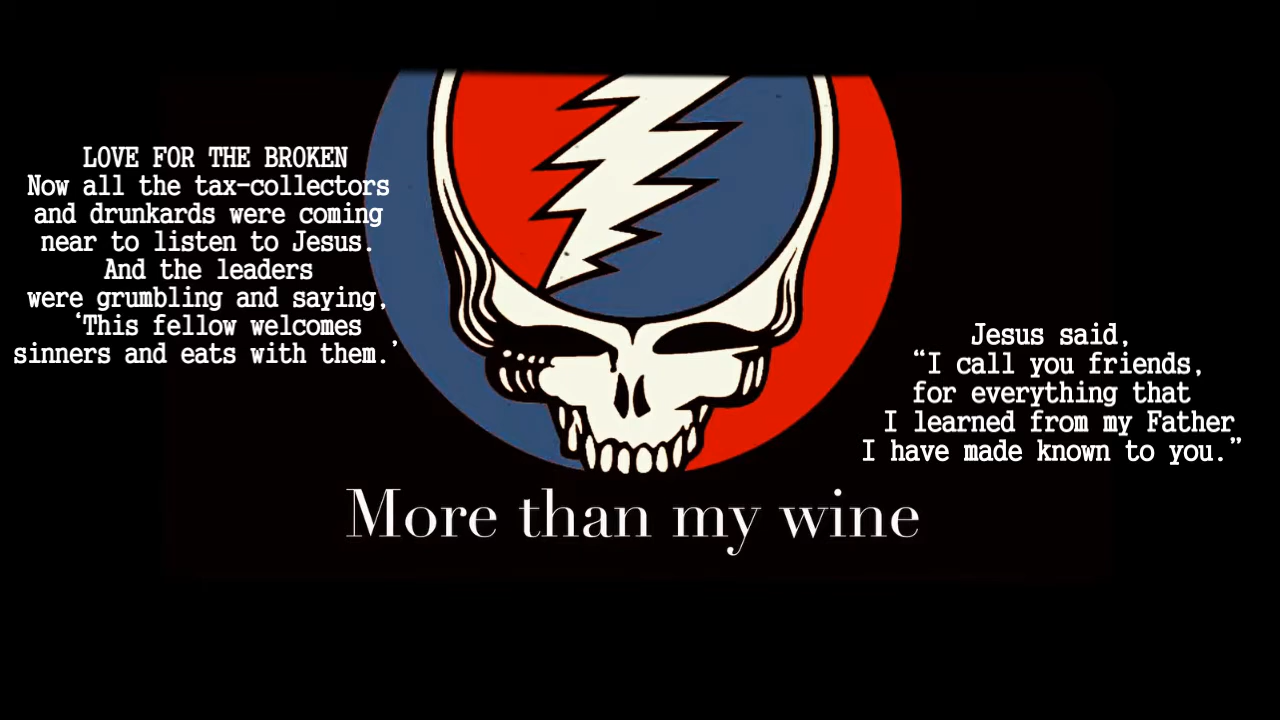 LOVE FOR THE BROKEN
Now all the tax-collectors
and drunkards were coming
near to listen to Jesus.
And the leaders
were grumbling and saying,
‘This fellow welcomes
sinners and eats with them.’
Jesus said,
“I call you friends,
for everything that
I learned from my Father
I have made known to you.”
More than my wine